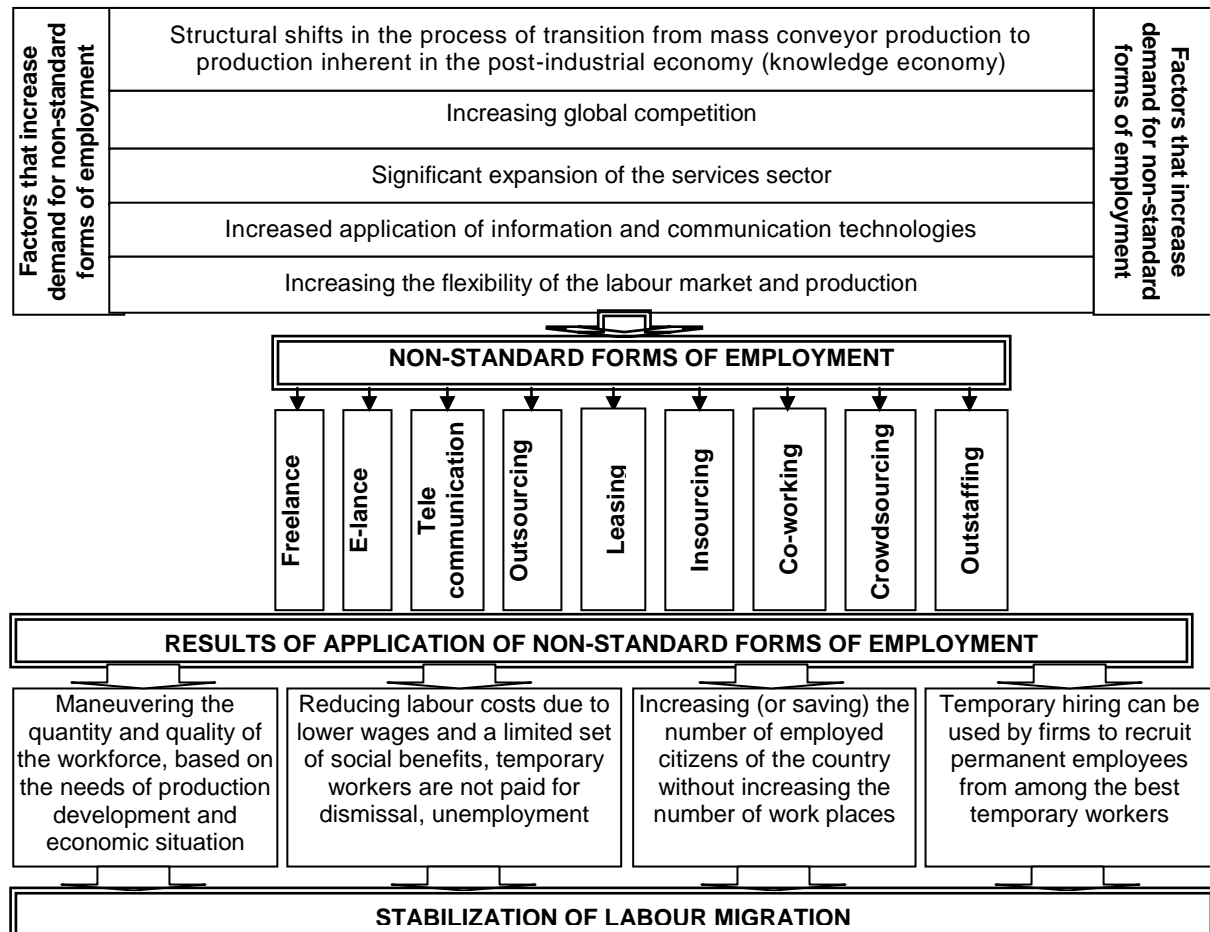 Factors that increase
demand for non-standard
forms of employment
Structural shifts in the process of transition from mass conveyor production to
production inherent in the post-industrial economy (knowledge economy)
Increasing global competition
Significant expansion of the services sector
Increased application of information and communication technologies
Increasing the flexibility of the labour market and production
Factors that increase
demand for non-standard
forms of employment
NON-STANDARD FORMS OF EMPLOYMENT
Freelance
E-lance
Tele
communication
Outsourcing
Leasing
Insourcing
Co-working
Crowdsourcing
Outstaffing
RESULTS OF APPLICATION OF NON-STANDARD FORMS OF EMPLOYMENT
Maneuvering the
quantity and quality of
the workforce, based on
the needs of production
development and
economic situation
Reducing labour costs due to
lower wages and a limited set
of social benefits, temporary
workers are not paid for
dismissal, unemployment
Increasing (or saving) the
number of employed
citizens of the country
without increasing the
number of work places
Temporary hiring can be
used by firms to recruit
permanent employees
from among the best
temporary workers
STABILIZATION OF LABOUR MIGRATION